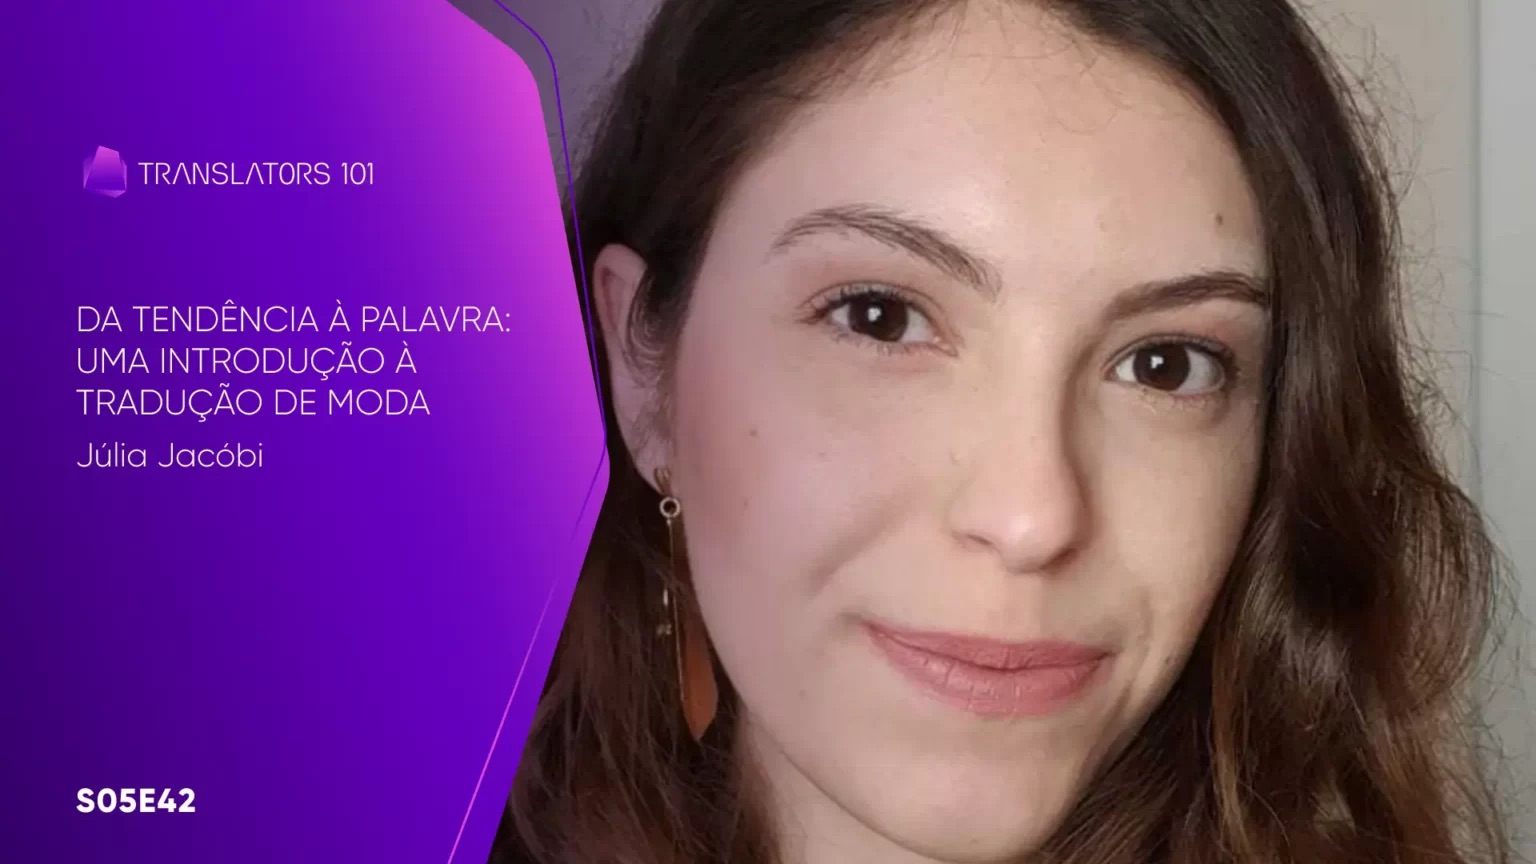 TRANSLATORS 101
DA TENDÊNCIA À PALAVRA:
UMA INTRODUÇÃO À
TRADUÇÃO DE MODA
Júlia Jacóbi
S05E42